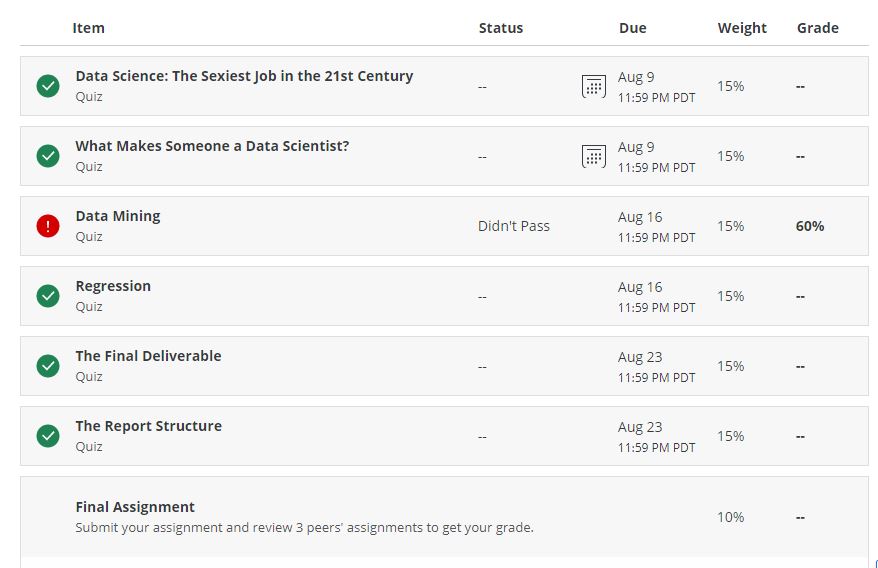 Item Status Due Weight Grade
Data Science: The Sexiest Job in the 21st Century
Quiz
--
Aug 9
11:59 PM PDT
15%
--
What Makes Someone a Data Scientist?
Quiz
--
Aug 9
11:59 PM PDT
15%
--
Data Mining
Quiz
Didn't Pass
Aug 16
11:59 PM PDT
15%
60%
Regression
Quiz
--
Aug 16
11:59 PM PDT
15%
--
The Final Deliverable
Quiz
--
Aug 23
11:59 PM PDT
15%
--
The Report Structure
Quiz
--
Aug 23
11:59 PM PDT
15%
--
Final Assignment
Submit your assignment and review 3 peers' assignments to get your grade.
10%
--